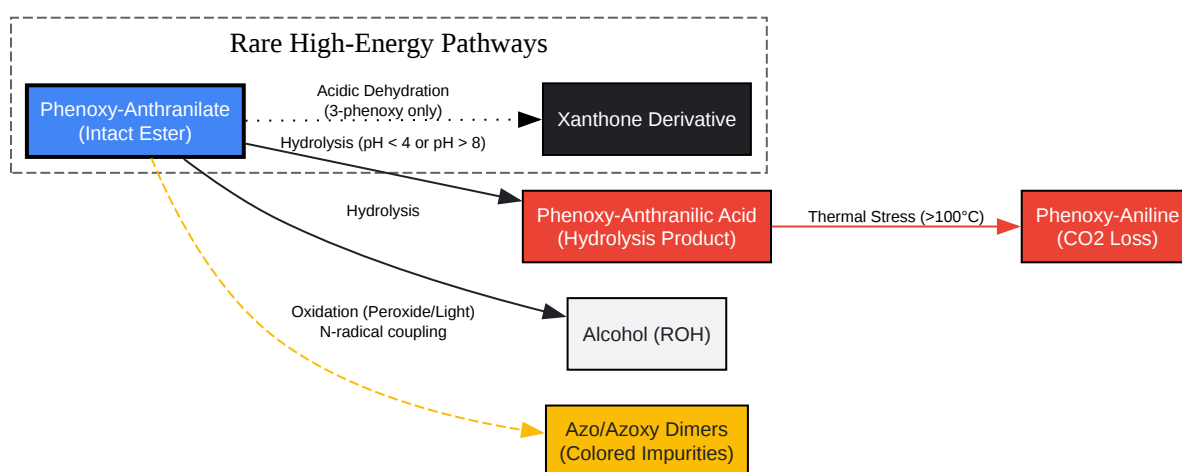 Rare High-Energy Pathways
Phenoxy-Anthranilate
(Intact Ester)
Acidic Dehydration
(3-phenoxy only)
Xanthone Derivative
Hydrolysis (pH < 4 or pH > 8)
Hydrolysis
Phenoxy-Anthranilic Acid
(Hydrolysis Product)
Thermal Stress (>100°C)
Phenoxy-Aniline
(CO2 Loss)
Oxidation (Peroxide/Light)
N-radical coupling
Alcohol (ROH)
Azo/Azoxy Dimers
(Colored Impurities)